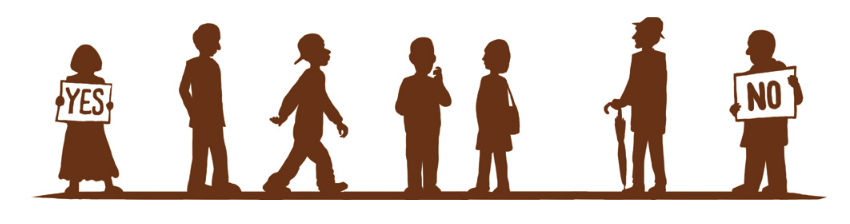 YES
NO